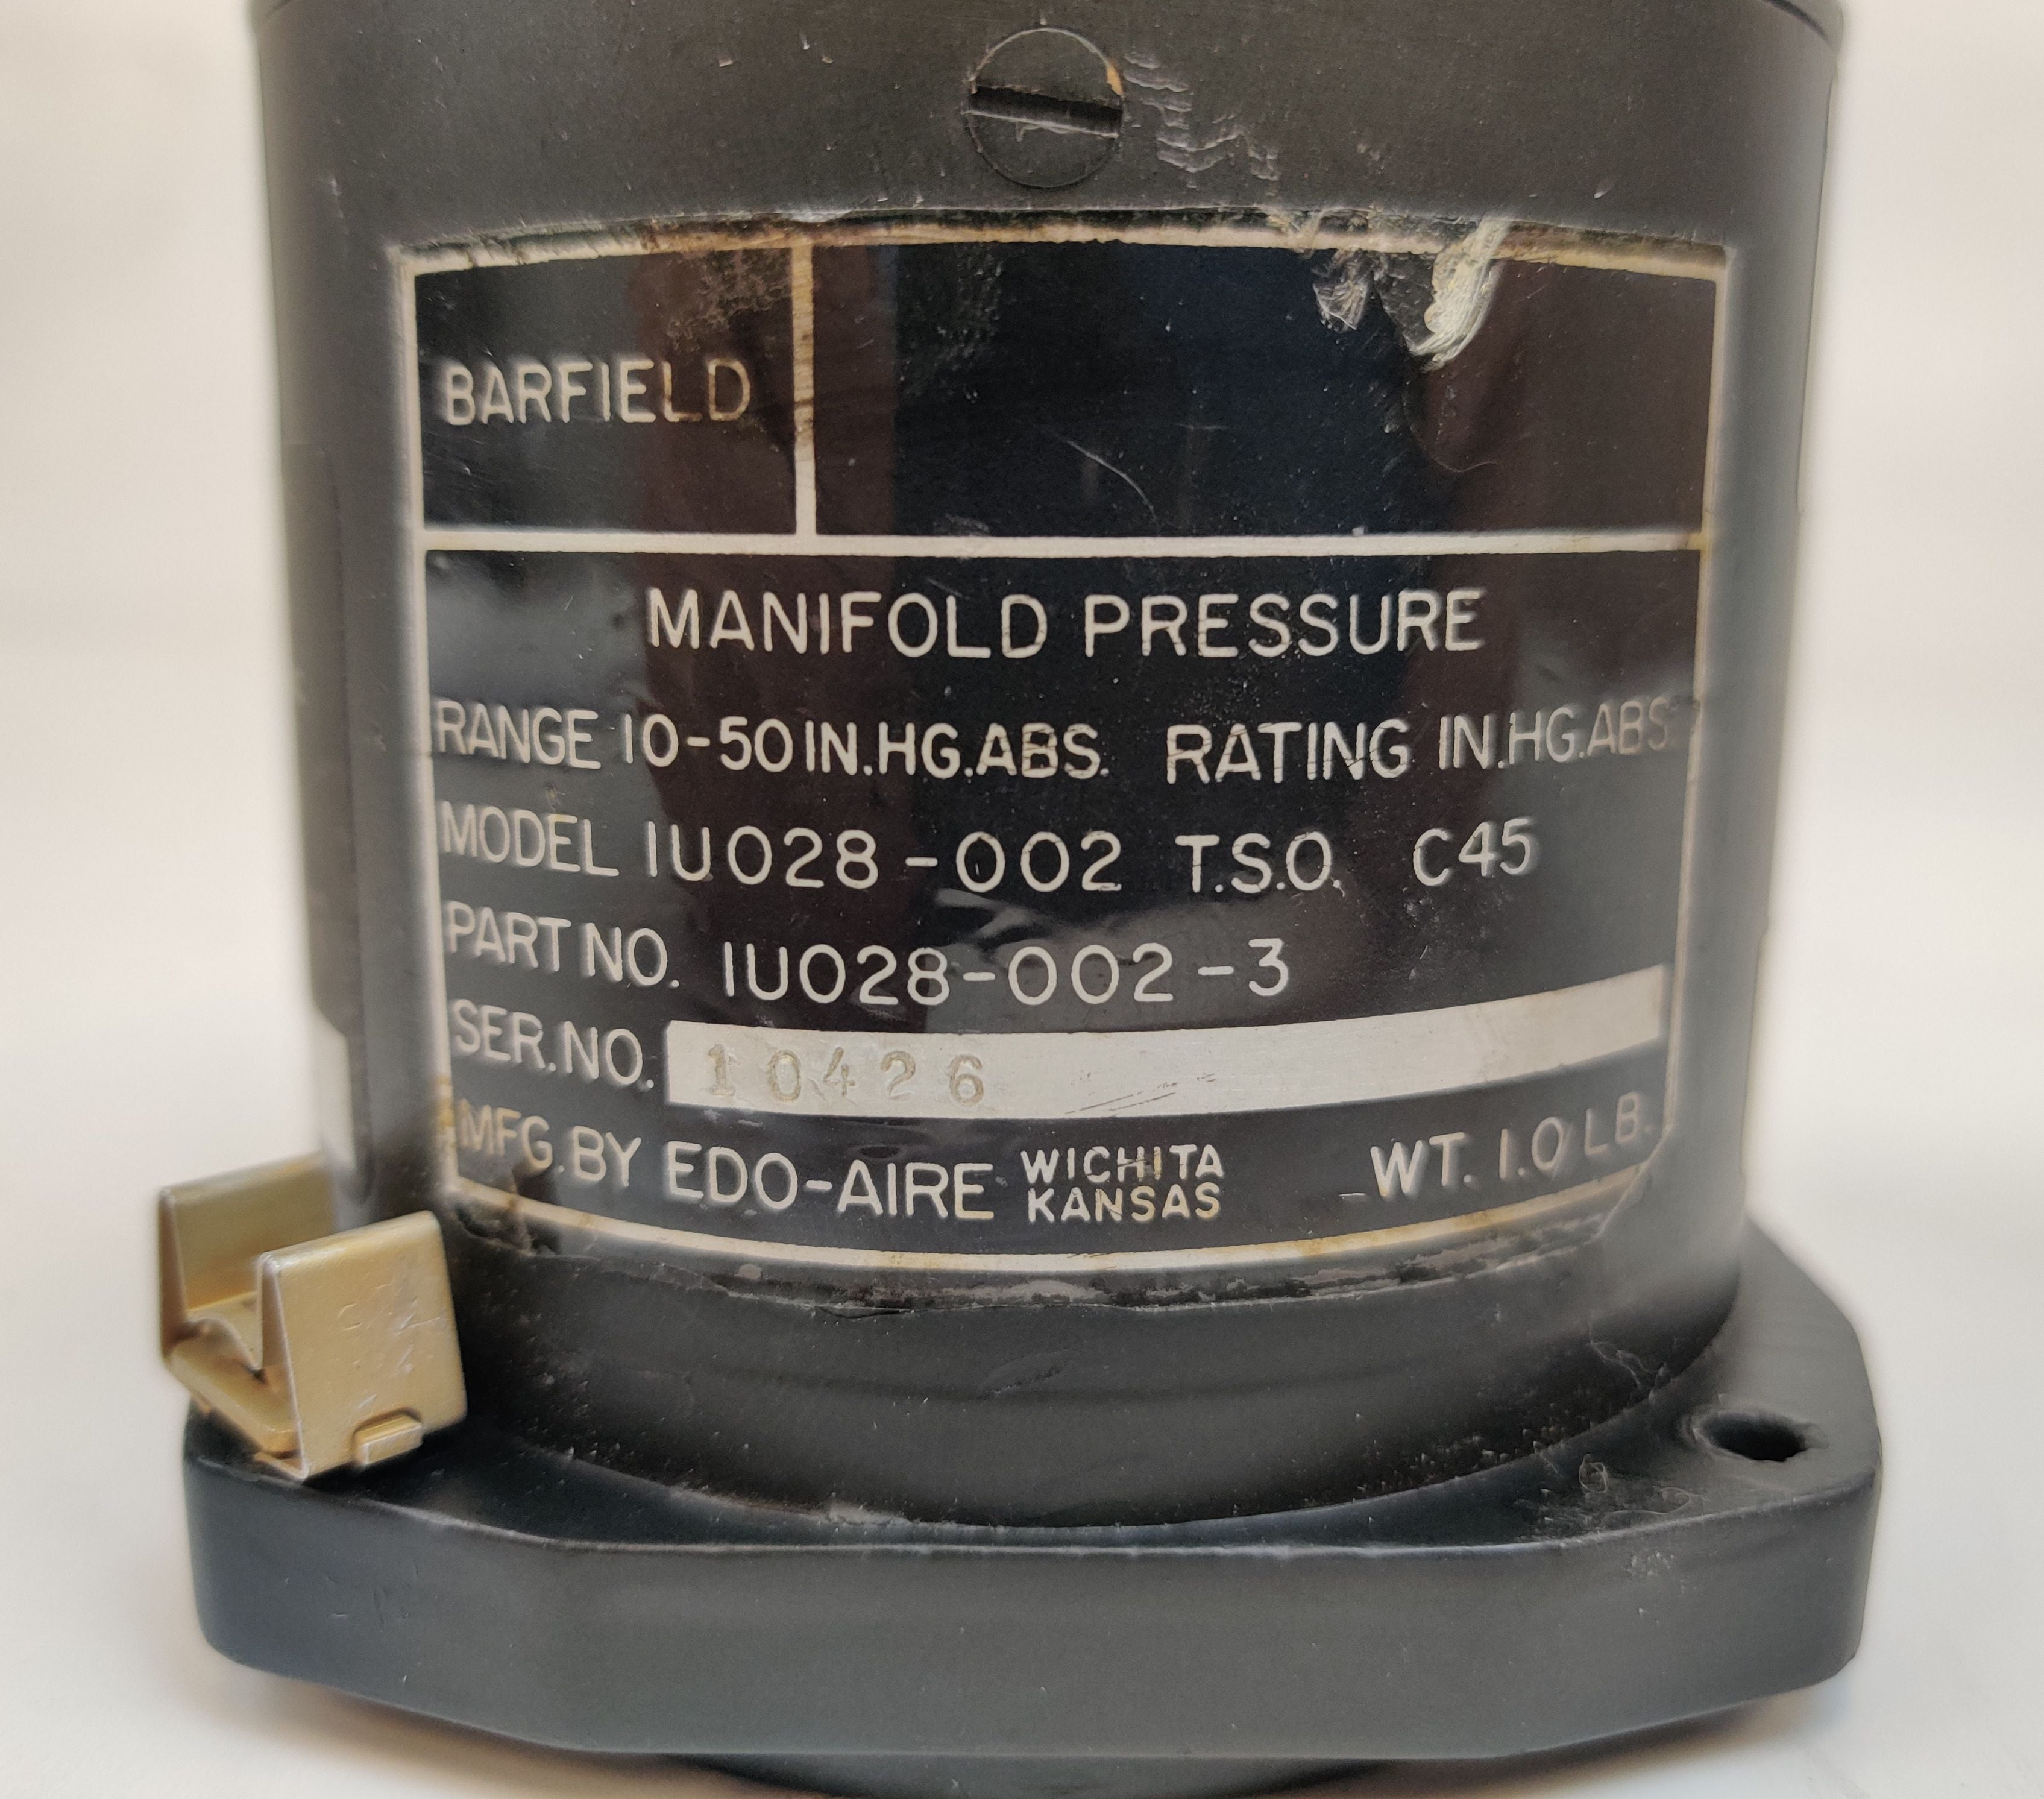 BARFIELD
MANIFOLD PRESSURE
RANGE 10-50 IN.HG.ABS. RATING IN.HG.ABS.
MODEL 1U028-002 T.S.O. C45
PART NO. 1U028-002-3
SER.NO. 10426
MFG.BY EDO-AIRE WICHITA KANSAS WT. 1.0 LB.